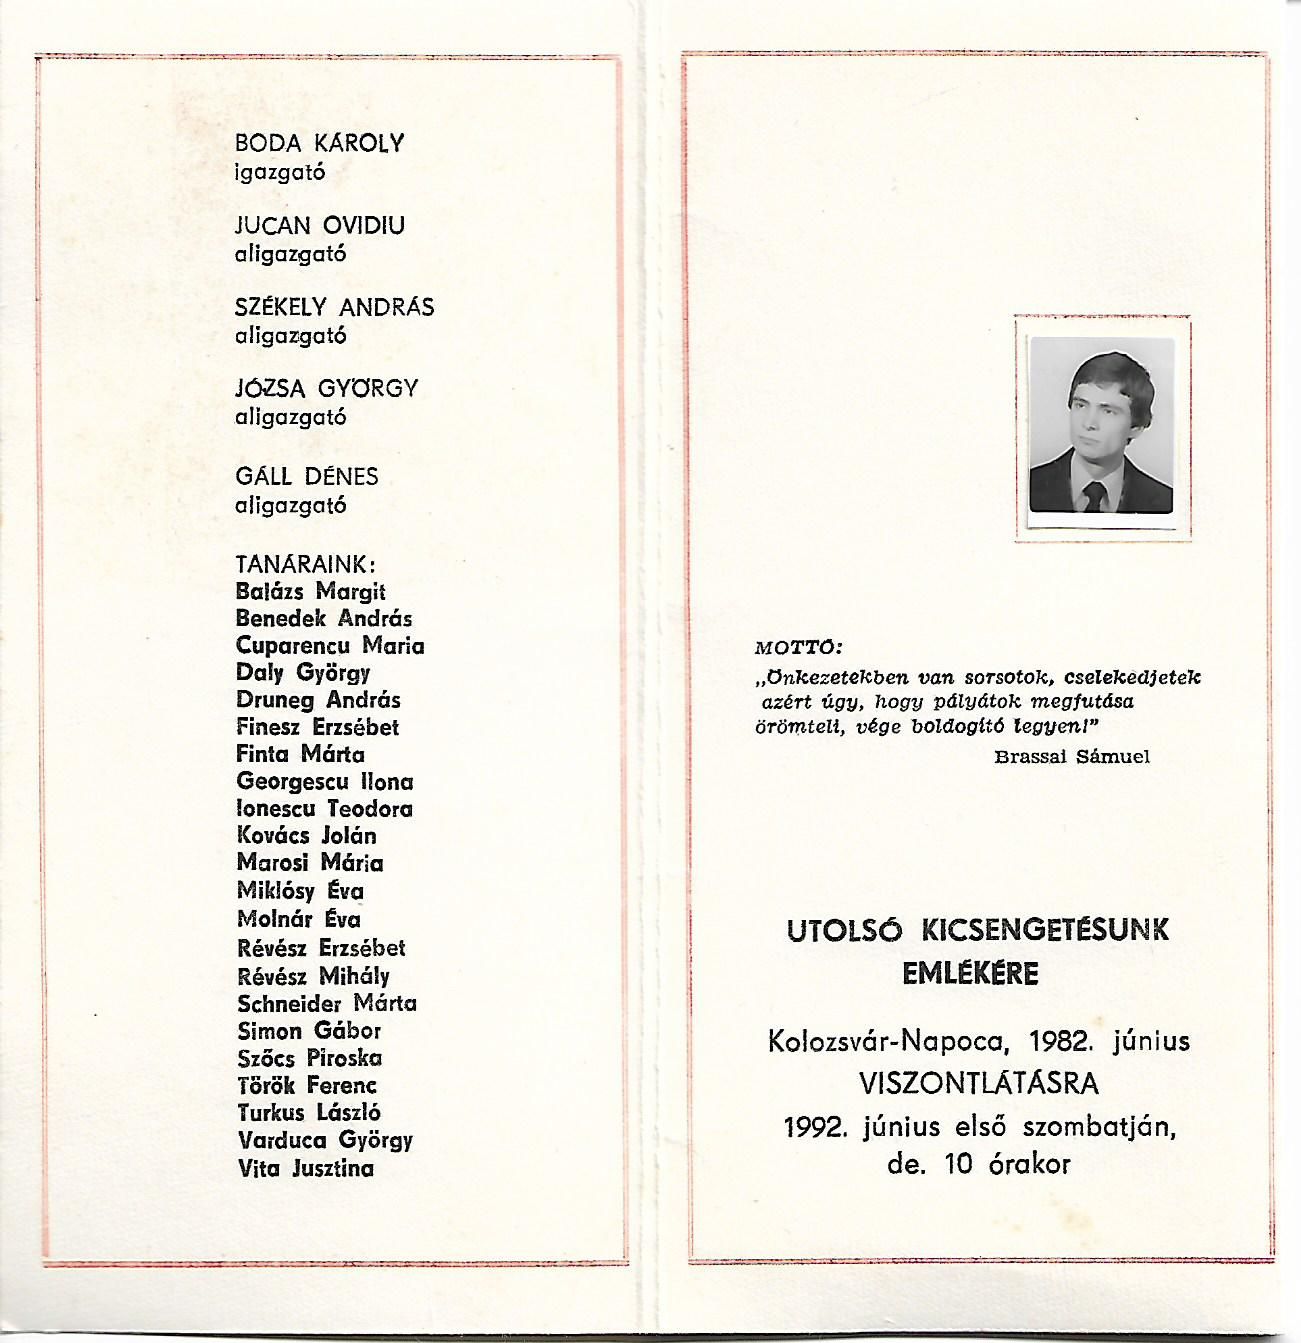 BODA KÁROLY
igazgató
JUCAN OVIDIU
aligazgató
SZÉKELY ANDRÁS
aligazgató
JÓZSA GYÖRGY
aligazgató
GÁLL DÉNES
aligazgató
TANÁRAINK:
Balázs Margit
Benedek András
Cuparencu Maria
Daly György
Druneg András
Finesz Erzsébet
Finta Márta
Georgescu Ilona
Ionescu Teodora
Kovács Jolán
Marosi Mária
Miklósy Éva
Molnár Éva
Révész Erzsébet
Révész Mihály
Schneider Márta
Simon Gábor
Szőcs Piroska
Török Ferenc
Turkus László
Varduca György
Vita Jusztina
MOTTÓ:
„Önkezetekben van sorsotok, cselekedjetek
azért úgy, hogy pályátok megfutása
örömteli, vége boldogító legyen!”
Brassai Sámuel
UTOLSÓ KICSENGETÉSUNK
EMLÉKÉRE
Kolozsvár-Napoca, 1982. június
VISZONTLÁTÁSRA
1992. június első szombatján,
de. 10 órakor